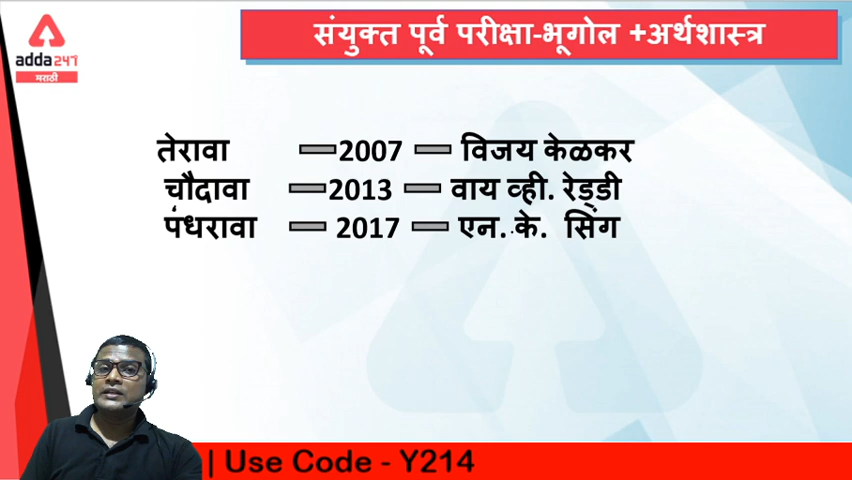 संयुक्त पूर्व परीक्षा-भूगोल +अर्थशास्त्र
adda247
मराठी
तेरावा 2007 विजय केळकर
चौदावा 2013 वाय व्ही. रेड्डी
पंधरावा 2017 एन. के. सिंग
| Use Code - Y214